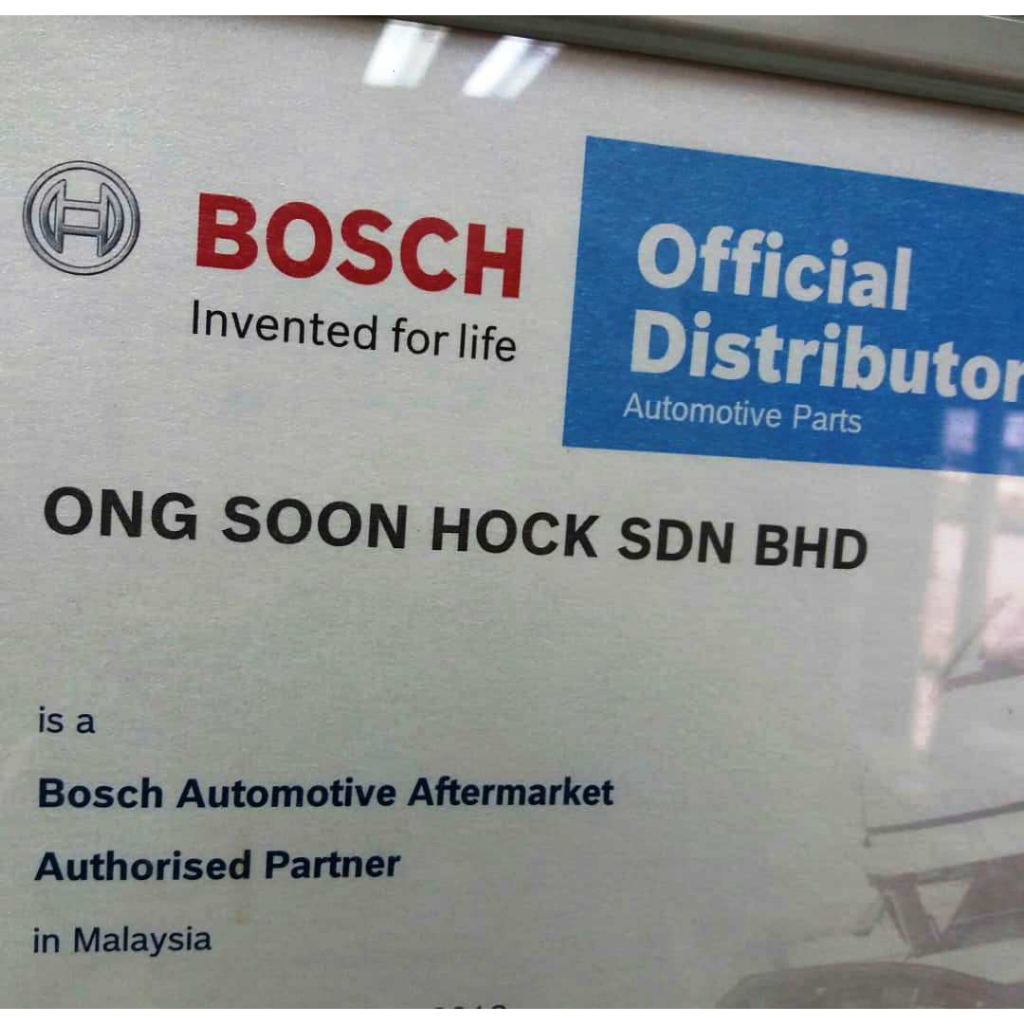 BOSCH
Invented for life
Official
Distributor
Automotive Parts
ONG SOON HOCK SDN BHD
is a
Bosch Automotive Aftermarket
Authorised Partner
in Malaysia